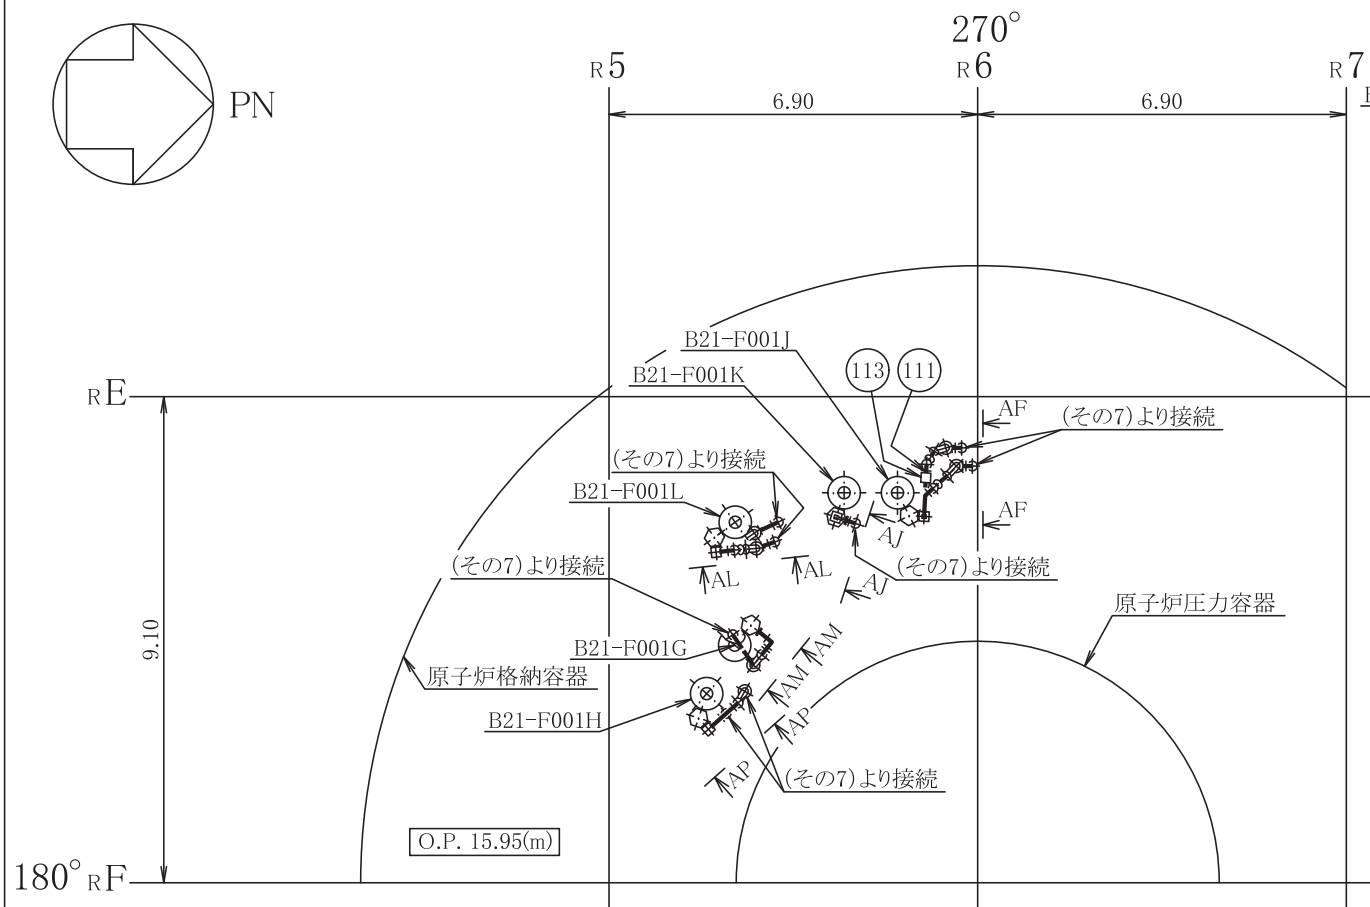 270°
R5
R6
R7
PN
6.90
6.90
B21-F001J
B21-F001K
113
111
RE
AF
(その7)より接続
(その7)より接続
B21-F001L
AF
AJ
(その7)より接続
AL
AL
(その7)より接続
AJ
原子炉圧力容器
9.10
AM
B21-F001G
原子炉格納容器
AM
B21-F001H
AP
AP
(その7)より接続
O.P. 15.95(m)
180° RF